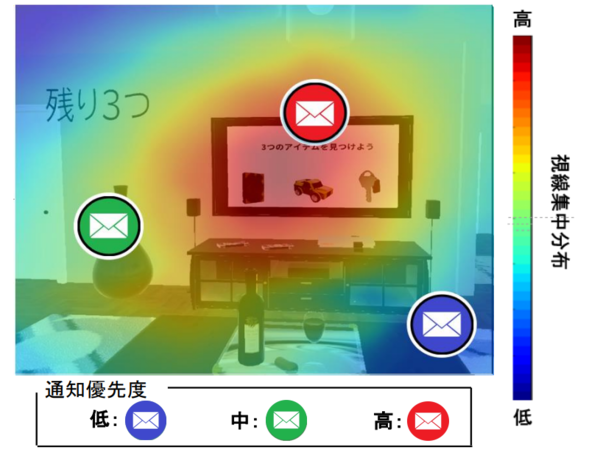 高
残り3つ
3つのアイテムを見つけよう
視線集中分布
低
通知優先度
低: 中: 高: